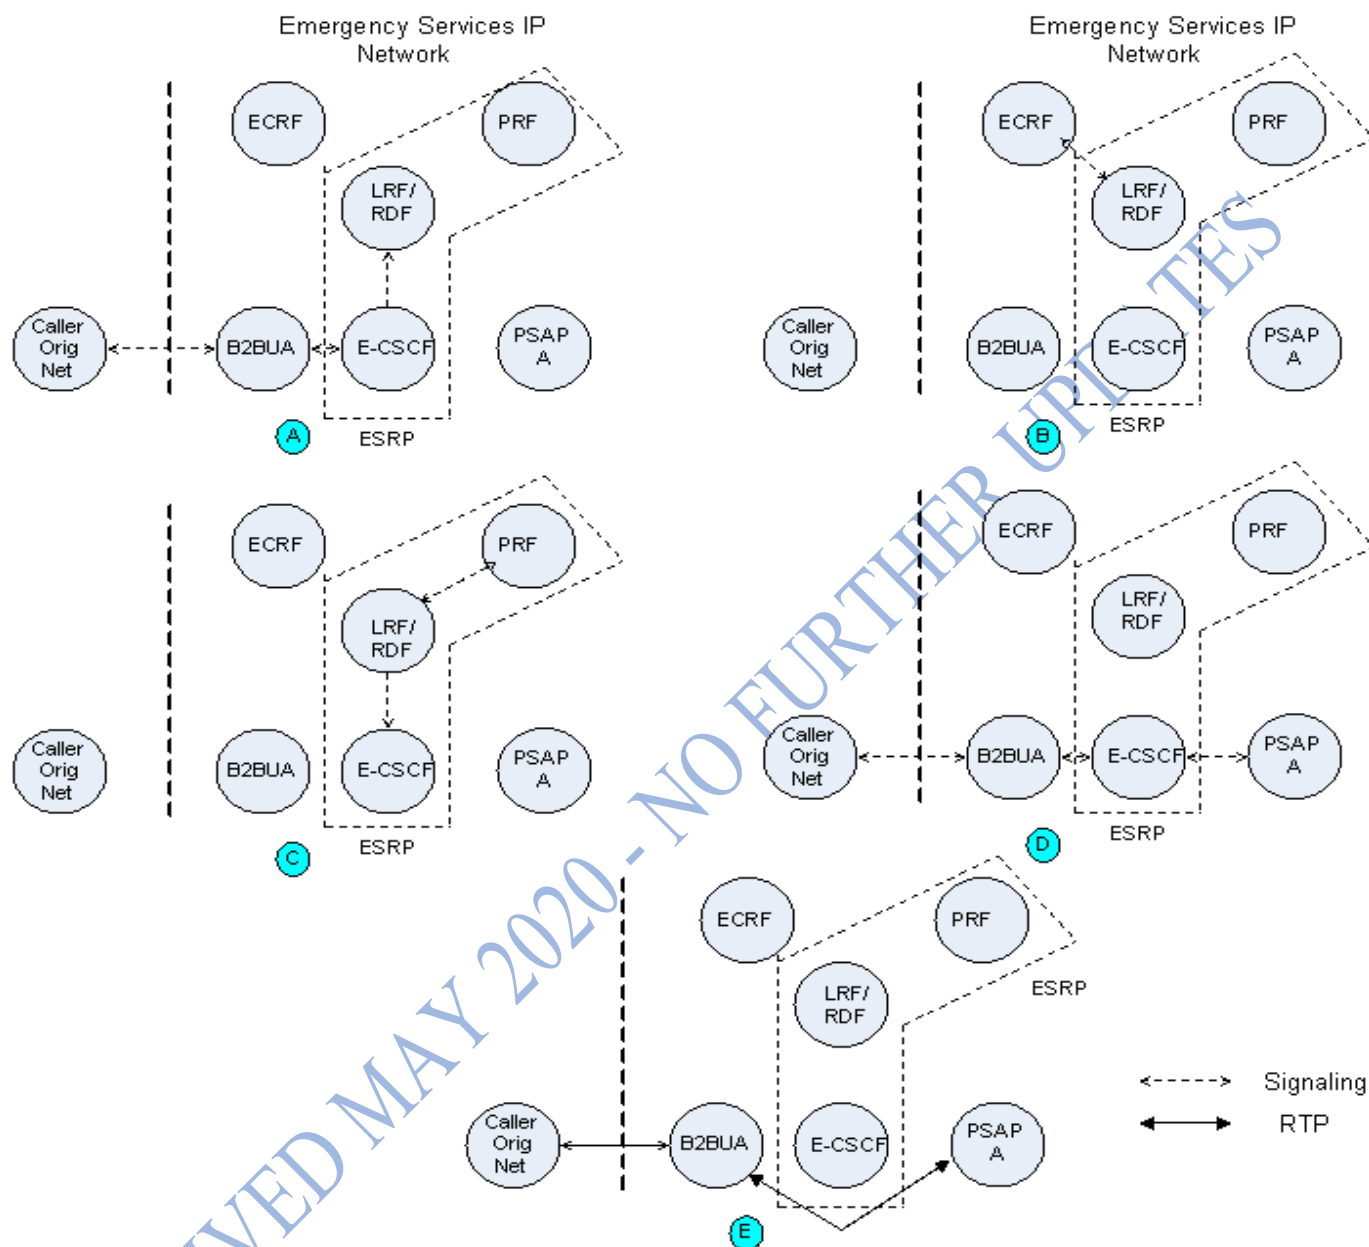 Emergency Services IP
Network
ECRF
PRF
LRF/
RDF
Caller
Orig
Net
B2BUA
E-CSCF
PSAP
A
A
ESRP
Emergency Services IP
Network
ECRF
PRF
LRF/
RDF
Caller
Orig
Net
B2BUA
E-CSCF
PSAP
A
B
ESRP
ECRF
PRF
LRF/
RDF
Caller
Orig
Net
B2BUA
E-CSCF
PSAP
A
C
ESRP
ECRF
PRF
LRF/
RDF
Caller
Orig
Net
B2BUA
E-CSCF
PSAP
A
D
ESRP
ECRF
PRF
LRF/
RDF
ESRP
Caller
Orig
Net
B2BUA
E-CSCF
PSAP
A
E
Signaling
RTP
IVED MAY 2020 - NO FURTHER UPDATES